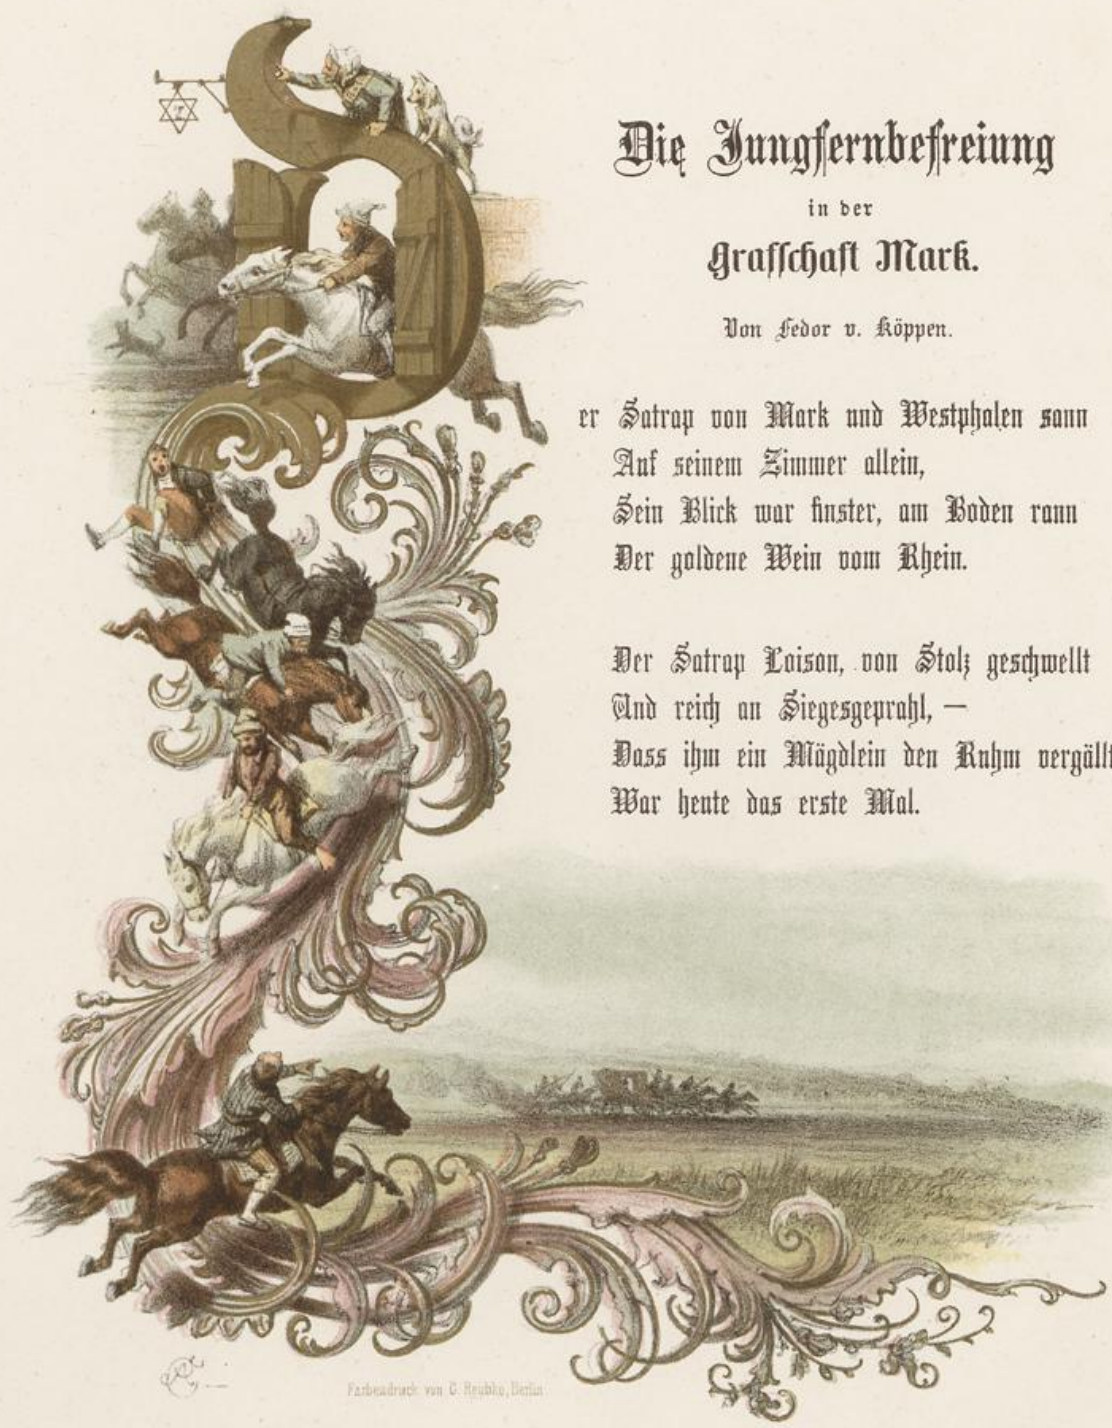 Die Jungfernbefreiung
in der
Grafschaft Mark.
Von Fedor v. Köppen.
Der Satrap von Mark und Westphalen sann
Auf seinem Zimmer allein,
Sein Blick war finster, am Boden rann
Der goldene Wein vom Rhein.
Der Satrap Loison, von Stolz geschwellt
Und reich an Siegesgeprahl, —
Dass ihm ein Mägdlein den Ruhm vergällt
War heute das erste Mal.
Farbendruck von Berlin